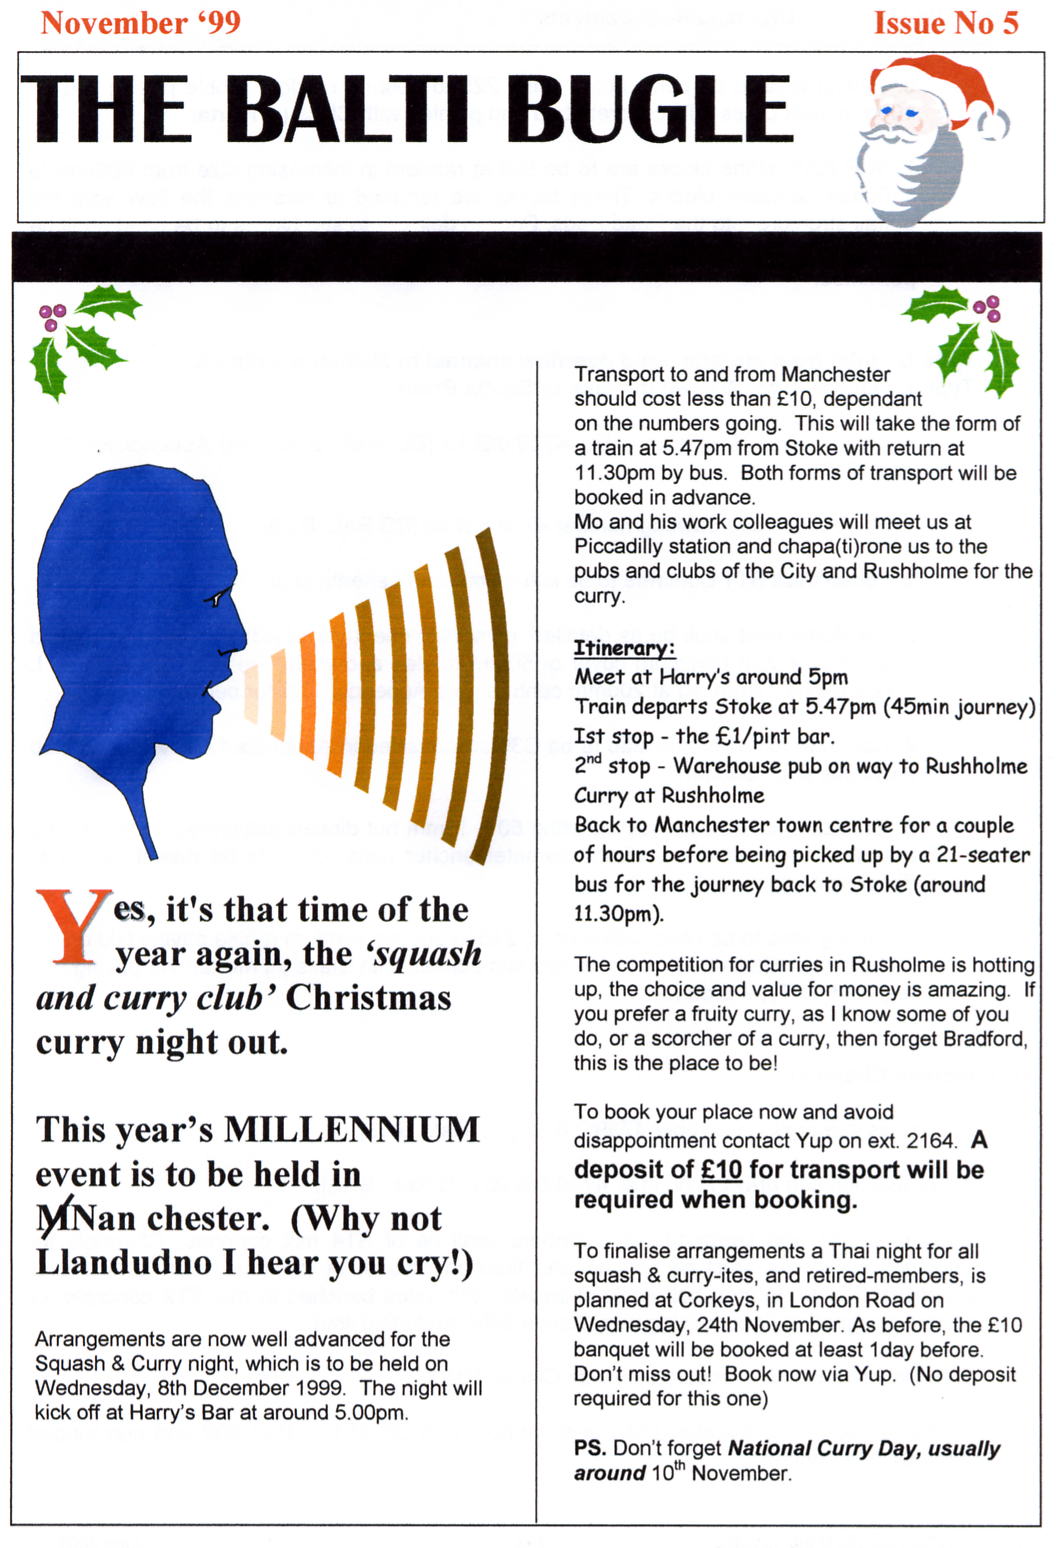 November ‘99
Issue No 5
THE BALTI BUGLE
Yes, it's that time of the
year again, the ‘squash
and curry club’ Christmas
curry night out.
This year’s MILLENNIUM
event is to be held in
MNan chester.  (Why not
Llandudno I hear you cry!)
Arrangements are now well advanced for the
Squash & Curry night, which is to be held on
Wednesday, 8th December 1999.  The night will
kick off at Harry’s Bar at around 5.00pm.
Transport to and from Manchester
should cost less than £10, dependant
on the numbers going.  This will take the form of
a train at 5.47pm from Stoke with return at
11.30pm by bus.  Both forms of transport will be
booked in advance.
Mo and his work colleagues will meet us at
Piccadilly station and chapa(ti)rone us to the
pubs and clubs of the City and Rushholme for the
curry.
Itinerary:
Meet at Harry’s around 5pm
Train departs Stoke at 5.47pm (45min journey)
Ist stop - the £1/pint bar.
2nd stop - Warehouse pub on way to Rushholme
Curry at Rushholme
Back to Manchester town centre for a couple
of hours before being picked up by a 21-seater
bus for the journey back to Stoke (around
11.30pm).
The competition for curries in Rusholme is hotting
up, the choice and value for money is amazing.  If
you prefer a fruity curry, as I know some of you
do, or a scorcher of a curry, then forget Bradford,
this is the place to be!
To book your place now and avoid
disappointment contact Yup on ext. 2164.  A
deposit of £10 for transport will be
required when booking.
To finalise arrangements a Thai night for all
squash & curry-ites, and retired-members, is
planned at Corkeys, in London Road on
Wednesday, 24th November. As before, the £10
banquet will be booked at least 1day before.
Don’t miss out!  Book now via Yup.  (No deposit
required for this one)
PS. Don’t forget National Curry Day, usually
around 10th November.